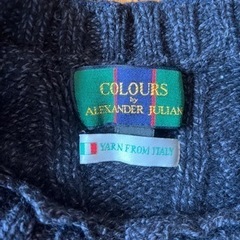 COLOURS
by
ALEXANDER JULIAN
YARN FROM ITALY